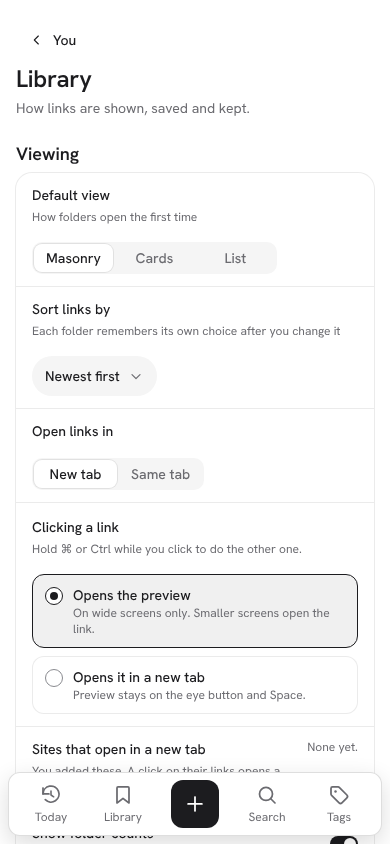 You
Library
How links are shown, saved and kept.
Viewing
Default view
How folders open the first time
Masonry Cards List
Sort links by
Each folder remembers its own choice after you change it
Newest first
Open links in
New tab Same tab
Clicking a link
Hold ⌘ or Ctrl while you click to do the other one.
Opens the preview
On wide screens only. Smaller screens open the
link.
Opens it in a new tab
Preview stays on the eye button and Space.
Sites that open in a new tab None yet.
You added these. A click on their links opens a
Today Library Search Tags
Show folder counts